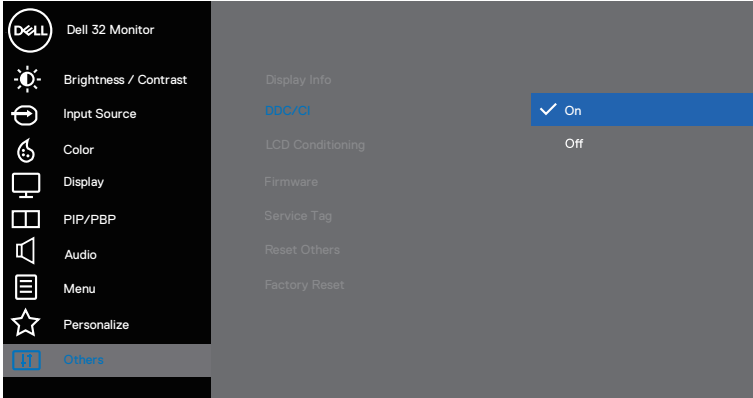 DELL
Dell 32 Monitor
Brightness / Contrast
Input Source
Color
Display
PIP/PBP
Audio
Menu
Personalize
Others
Display Info
DDC/CI
LCD Conditioning
Firmware
Service Tag
Reset Others
Factory Reset
On
Off